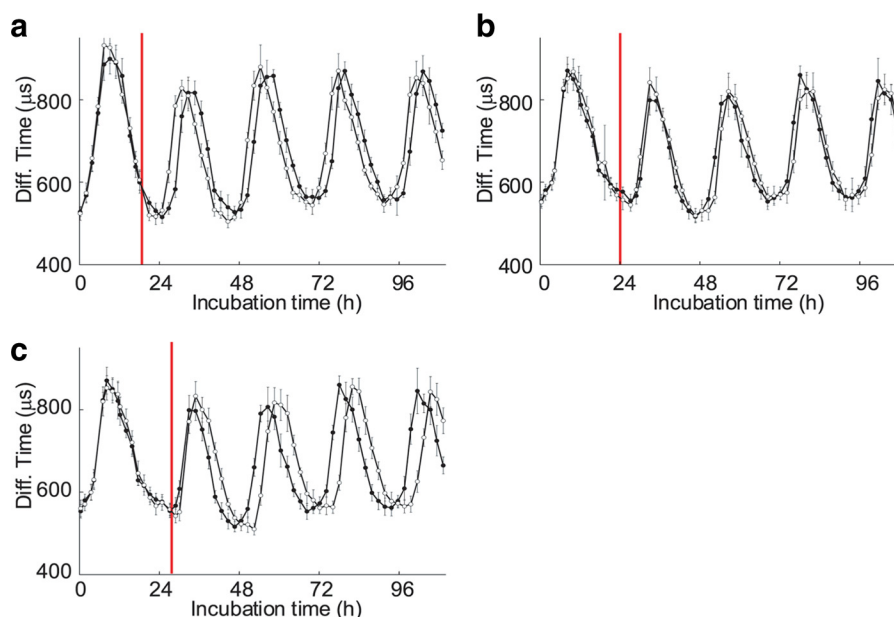 a
Diff. Time (μs)
800
600
400
0 24 48 72 96
Incubation time (h)
b
Diff. Time (μs)
800
600
400
0 24 48 72 96
Incubation time (h)
c
Diff. Time (μs)
800
600
400
0 24 48 72 96
Incubation time (h)